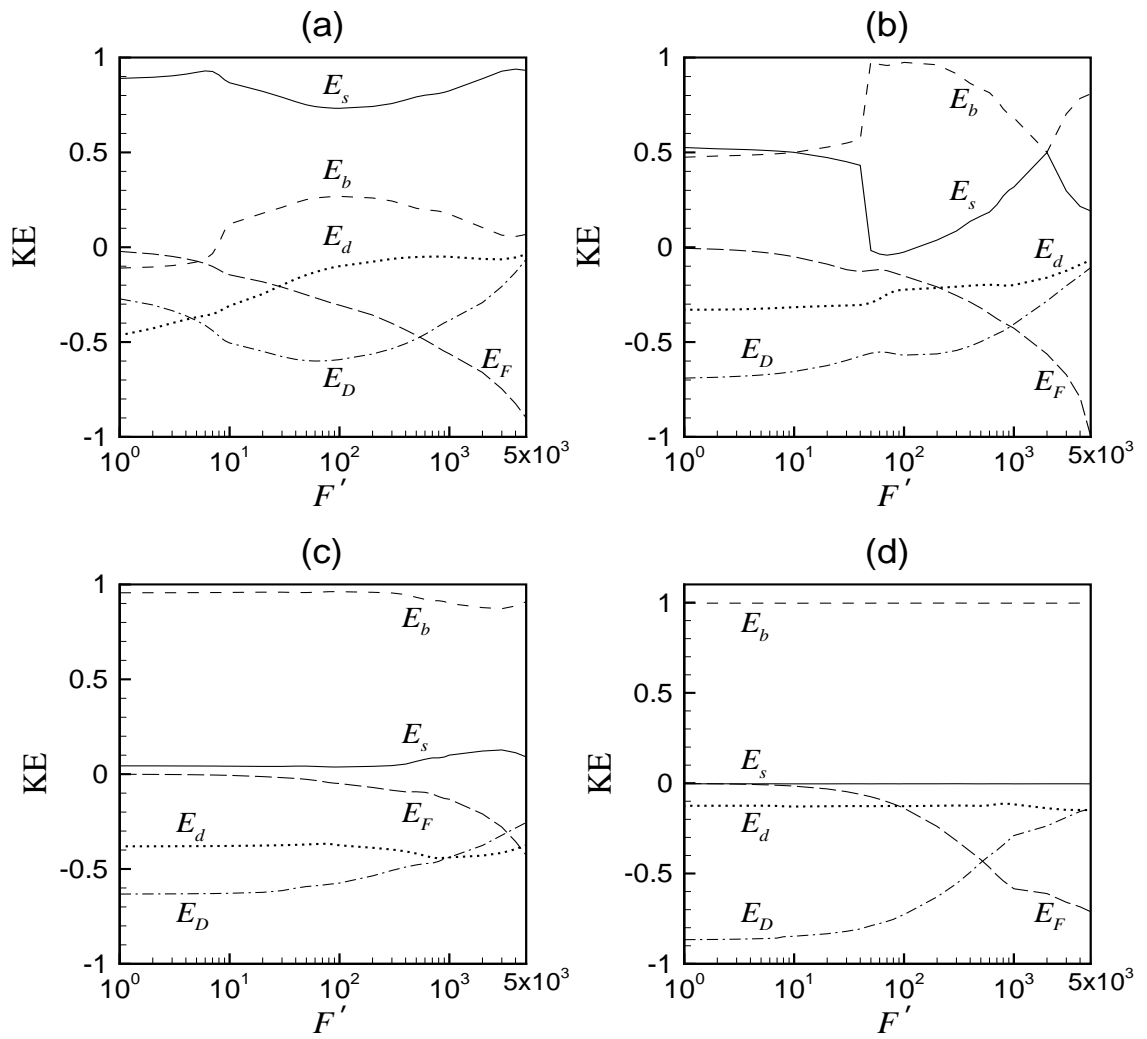 (a)
1
0.5
0
-0.5
-1
KE
E_s
E_b
E_d
E_F
E_D
10^0
10^1
10^2
10^3
5x10^3
F'
(b)
1
0.5
0
-0.5
-1
KE
E_b
E_s
E_d
E_D
E_F
10^0
10^1
10^2
10^3
5x10^3
F'
(c)
1
0.5
0
-0.5
-1
KE
E_b
E_s
E_F
E_d
E_D
10^0
10^1
10^2
10^3
5x10^3
F'
(d)
1
0.5
0
-0.5
-1
KE
E_b
E_s
E_d
E_D
E_F
10^0
10^1
10^2
10^3
5x10^3
F'